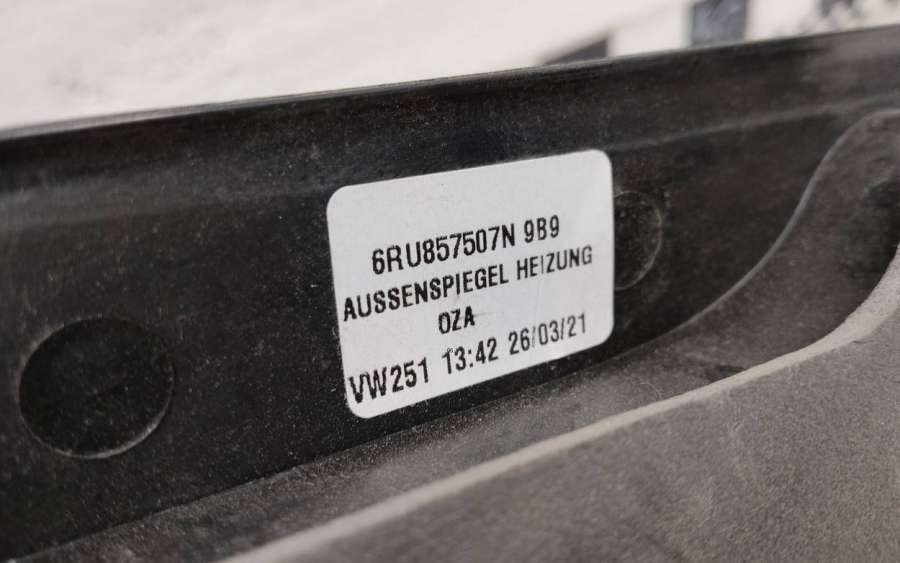 6RU857507N 9B9
AUSSENSPIEGEL HEIZUNG
OZA
VW251 13:42 26/03/21